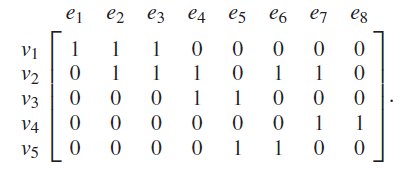 e1 e2 e3 e4 e5 e6 e7 e8
v1 1 1 1 0 0 0 0 0
v2 0 1 1 1 0 1 1 0
v3 0 0 0 1 1 0 0 0
v4 0 0 0 0 0 0 1 1
v5 0 0 0 0 1 1 0 0 .